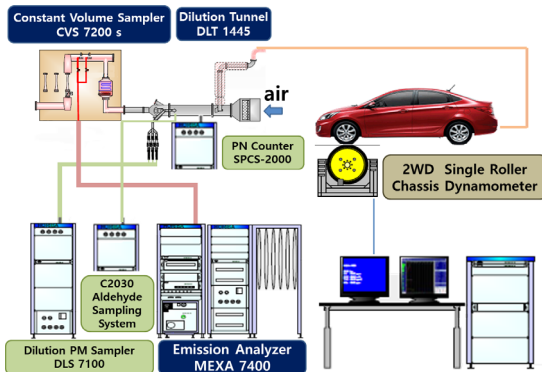 Constant Volume Sampler
CVS 7200 s
Dilution Tunnel
DLT 1445
air
PN Counter
SPCS-2000
2WD Single Roller
Chassis Dynamometer
C2030
Aldehyde
Sampling
System
Dilution PM Sampler
DLS 7100
Emission Analyzer
MEXA 7400